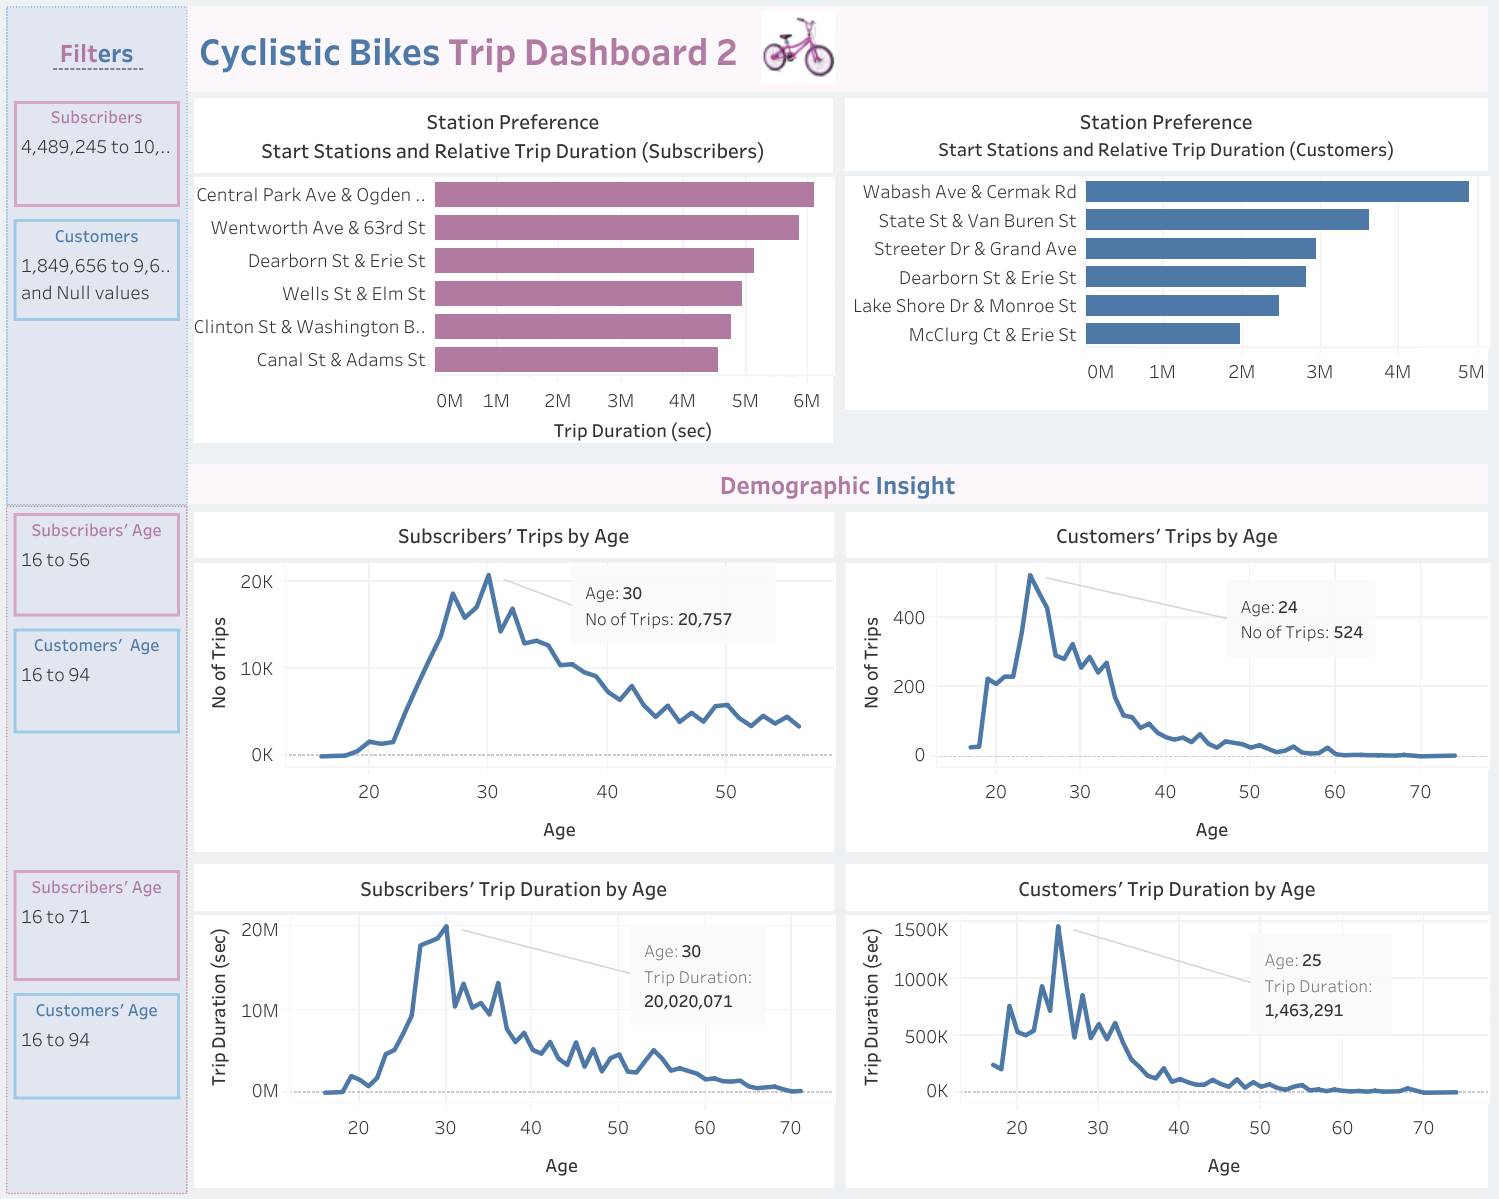 Filters
Cyclistic Bikes Trip Dashboard 2
Subscribers
4,489,245 to 10,..
Customers
1,849,656 to 9,6..
and Null values
Station Preference
Start Stations and Relative Trip Duration (Subscribers)
Central Park Ave & Ogden ..
Wentworth Ave & 63rd St
Dearborn St & Erie St
Wells St & Elm St
Clinton St & Washington B..
Canal St & Adams St
0M 1M 2M 3M 4M 5M 6M
Trip Duration (sec)
Station Preference
Start Stations and Relative Trip Duration (Customers)
Wabash Ave & Cermak Rd
State St & Van Buren St
Streeter Dr & Grand Ave
Dearborn St & Erie St
Lake Shore Dr & Monroe St
McClurg Ct & Erie St
0M 1M 2M 3M 4M 5M
Demographic Insight
Subscribers’ Age
16 to 56
Customers’ Age
16 to 94
Subscribers’ Trips by Age
No of Trips
20K
10K
0K
Age: 30
No of Trips: 20,757
20 30 40 50
Age
Customers’ Trips by Age
No of Trips
400
200
0
Age: 24
No of Trips: 524
20 30 40 50 60 70
Age
Subscribers’ Age
16 to 71
Customers’ Age
16 to 94
Subscribers’ Trip Duration by Age
Trip Duration (sec)
20M
10M
0M
Age: 30
Trip Duration:
20,020,071
20 30 40 50 60 70
Age
Customers’ Trip Duration by Age
Trip Duration (sec)
1500K
1000K
500K
0K
Age: 25
Trip Duration:
1,463,291
20 30 40 50 60 70
Age